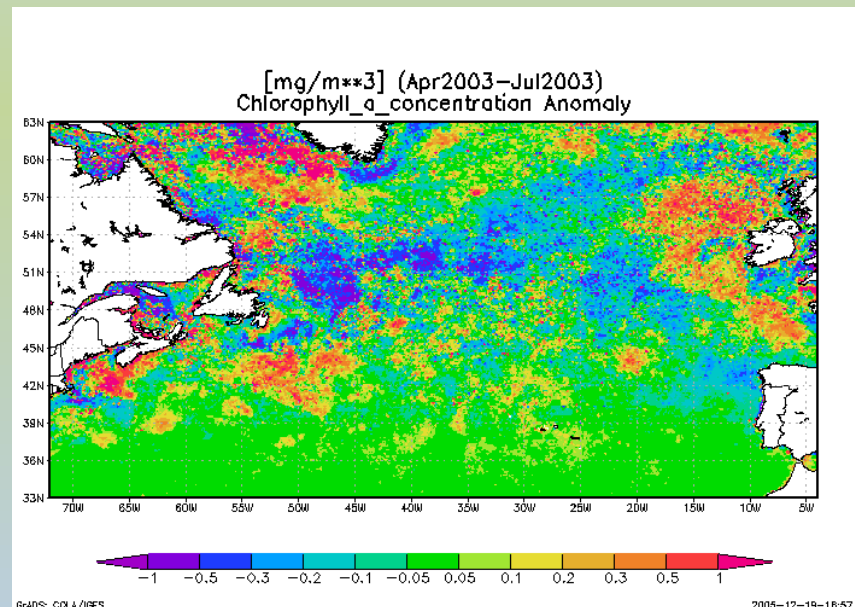 [mg/m**3] (Apr2003-Jul2003)
Chlorophyll_a_concentration Anomaly
63N
60N
57N
54N
51N
48N
45N
42N
39N
36N
33N
70W 65W 60W 55W 50W 45W 40W 35W 30W 25W 20W 15W 10W 5W
-1 -0.5 -0.3 -0.2 -0.1 -0.05 0.05 0.1 0.2 0.3 0.5 1
GrADS: COLA/IGES 2005-12-19-16:57